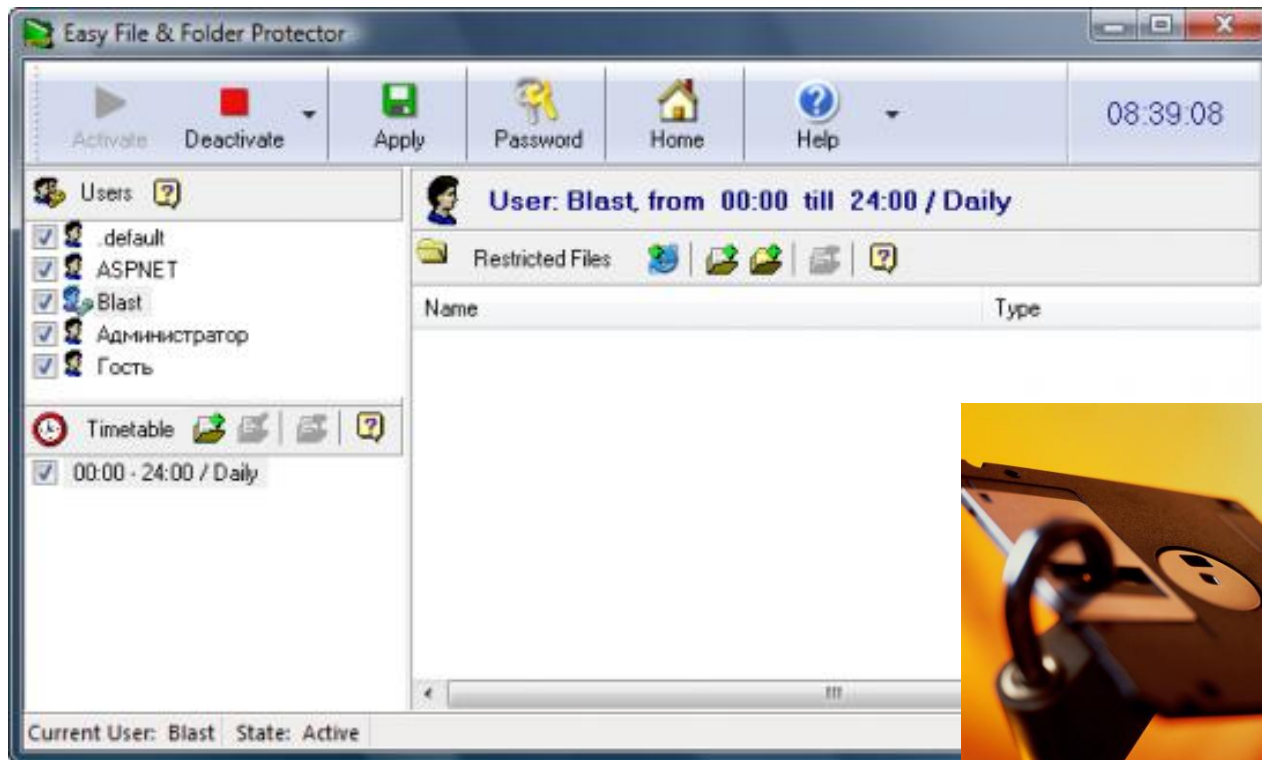 Easy File & Folder Protector
Activate Deactivate Apply Password Home Help 08:39:08
Users
User: Blast, from 00:00 till 24:00 / Daily
.default
ASPNET
Blast
Администратор
Гость
Restricted Files
Name Type
Timetable
00:00 - 24:00 / Daily
Current User: Blast State: Active